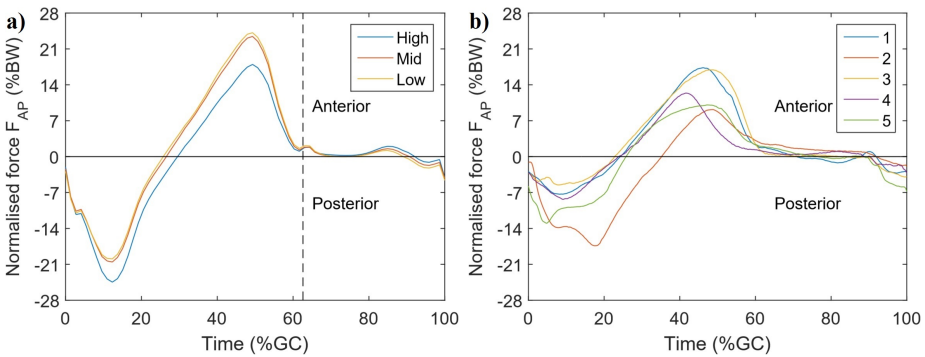 a)
Normalised force F_AP (%BW)
28
21
14
7
0
-7
-14
-21
-28
High
Mid
Low
Anterior
Posterior
0 20 40 60 80 100
Time (%GC)
b)
Normalised force F_AP (%BW)
28
21
14
7
0
-7
-14
-21
-28
1
2
3
4
5
Anterior
Posterior
0 20 40 60 80 100
Time (%GC)